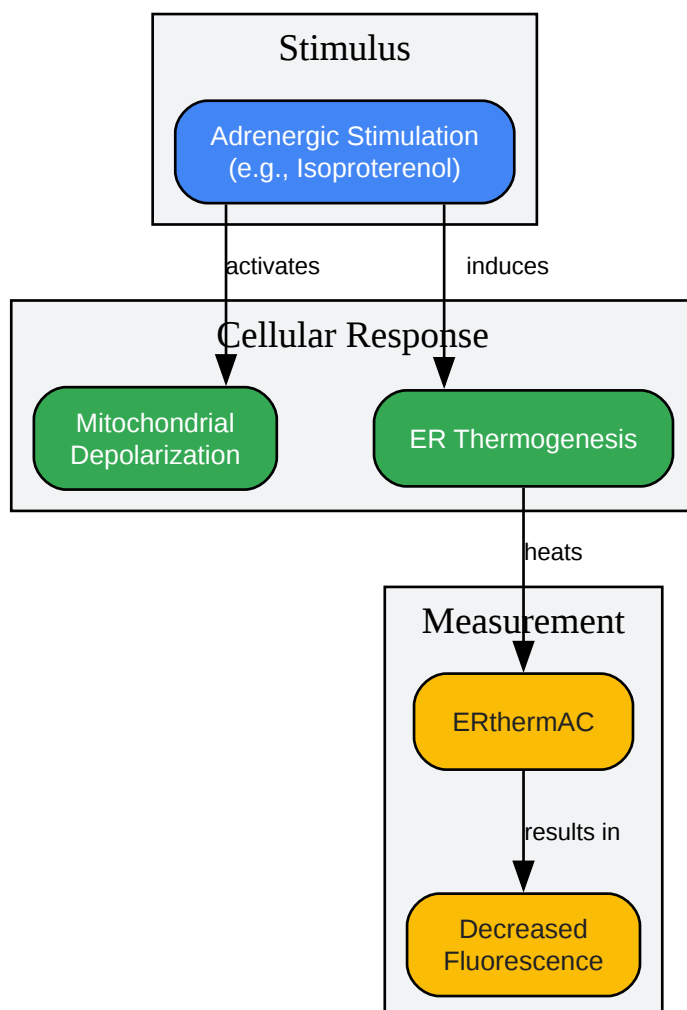 Stimulus
Adrenergic Stimulation
(e.g., Isoproterenol)
activates
induces
Cellular Response
Mitochondrial
Depolarization
ER Thermogenesis
heats
Measurement
ERthermAC
results in
Decreased
Fluorescence